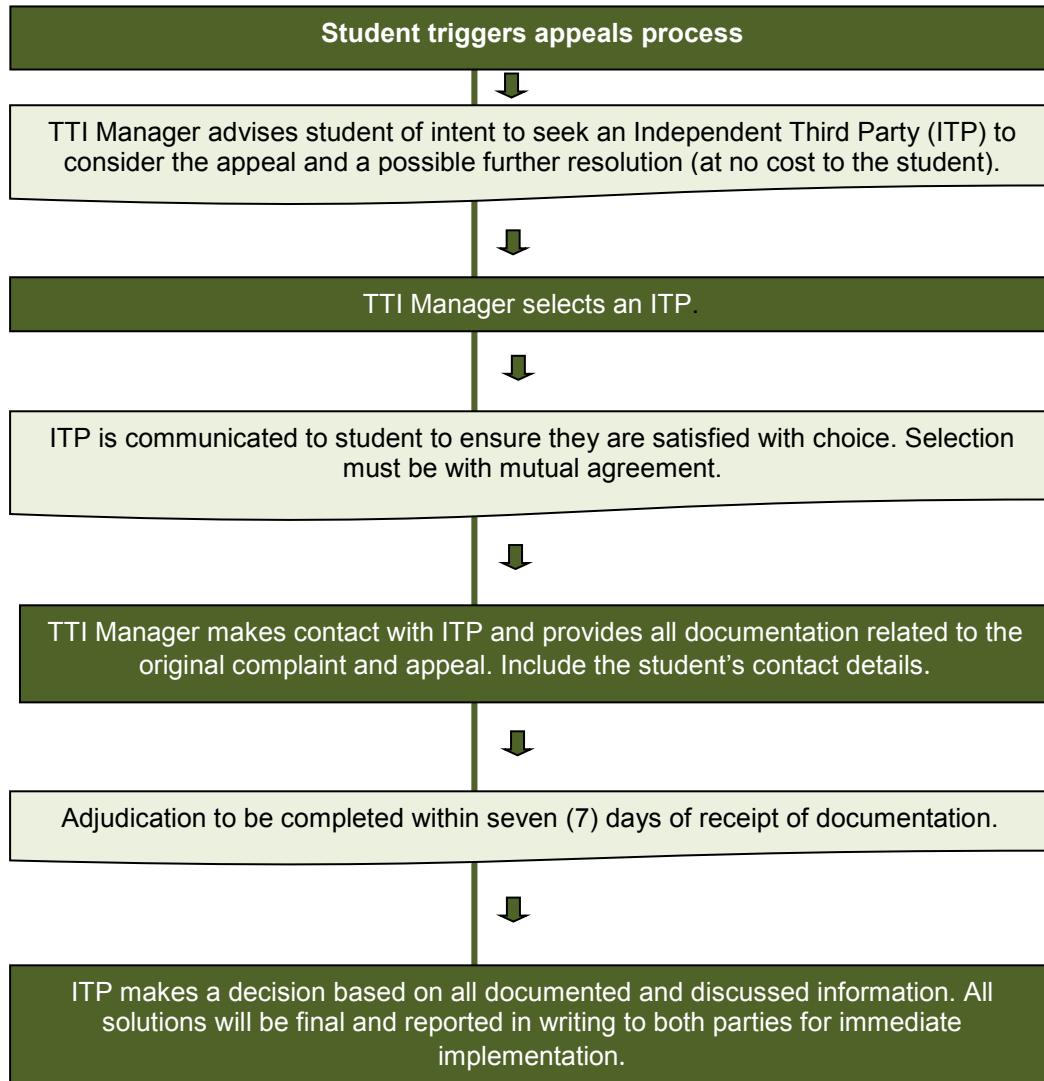 Student triggers appeals process
TTI Manager advises student of intent to seek an Independent Third Party (ITP) to
consider the appeal and a possible further resolution (at no cost to the student).
TTI Manager selects an ITP.
ITP is communicated to student to ensure they are satisfied with choice. Selection
must be with mutual agreement.
TTI Manager makes contact with ITP and provides all documentation related to the
original complaint and appeal. Include the student’s contact details.
Adjudication to be completed within seven (7) days of receipt of documentation.
ITP makes a decision based on all documented and discussed information. All
solutions will be final and reported in writing to both parties for immediate
implementation.